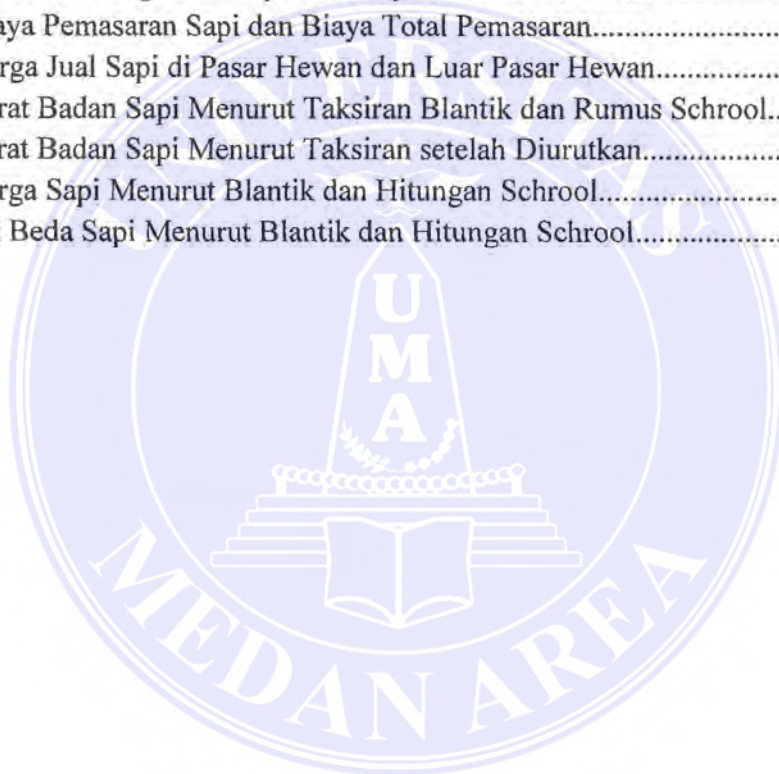 aya Pemasaran Sapi dan Biaya Total Pemasaran......................
rga Jual Sapi di Pasar Hewan dan Luar Pasar Hewan...................
rat Badan Sapi Menurut Taksiran Blantik dan Rumus Schrool..
rat Badan Sapi Menurut Taksiran setelah Diurutkan...................
rga Sapi Menurut Blantik dan Hitungan Schrool.........................
Beda Sapi Menurut Blantik dan Hitungan Schrool.....................
UNIVERSITAS
UMA
MEDAN AREA